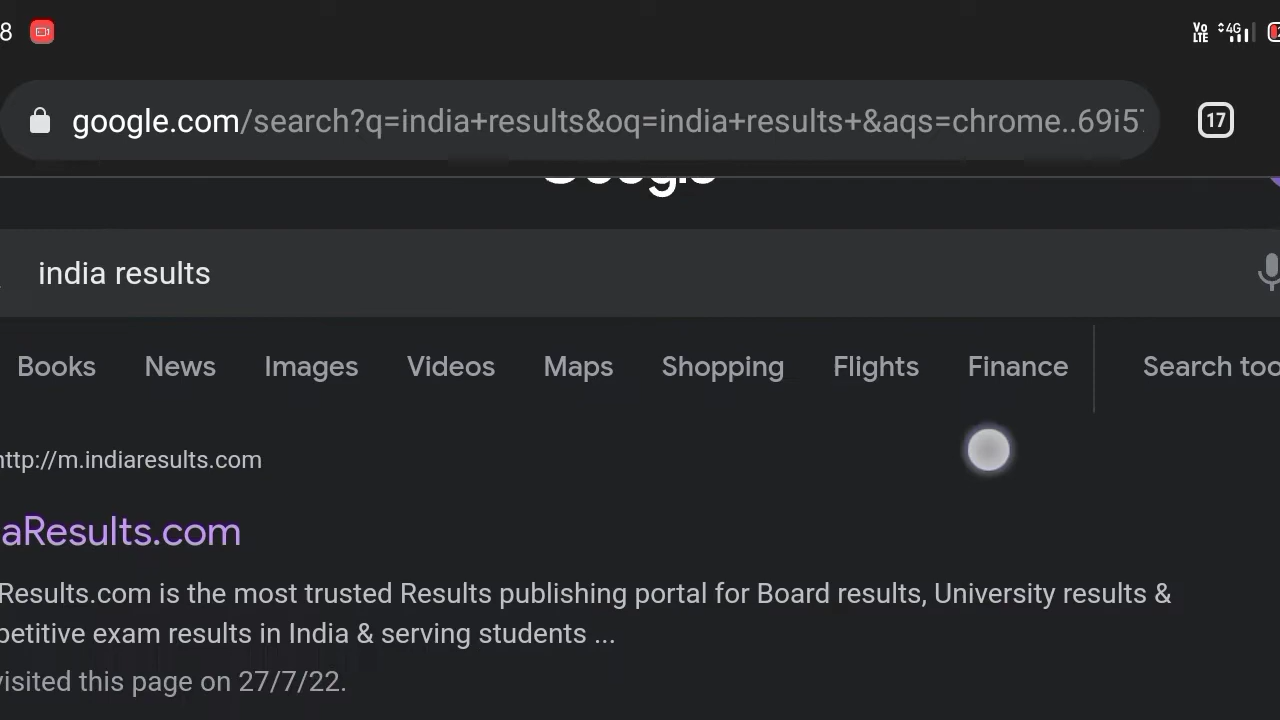 8 Vo LTE 4G
google.com/search?q=india+results&oq=india+results+&aqs=chrome..69i57
17
Google
india results
Books News Images Videos Maps Shopping Flights Finance Search too
http://m.indiaresults.com
aResults.com
Results.com is the most trusted Results publishing portal for Board results, University results &
petitive exam results in India & serving students ...
visited this page on 27/7/22.